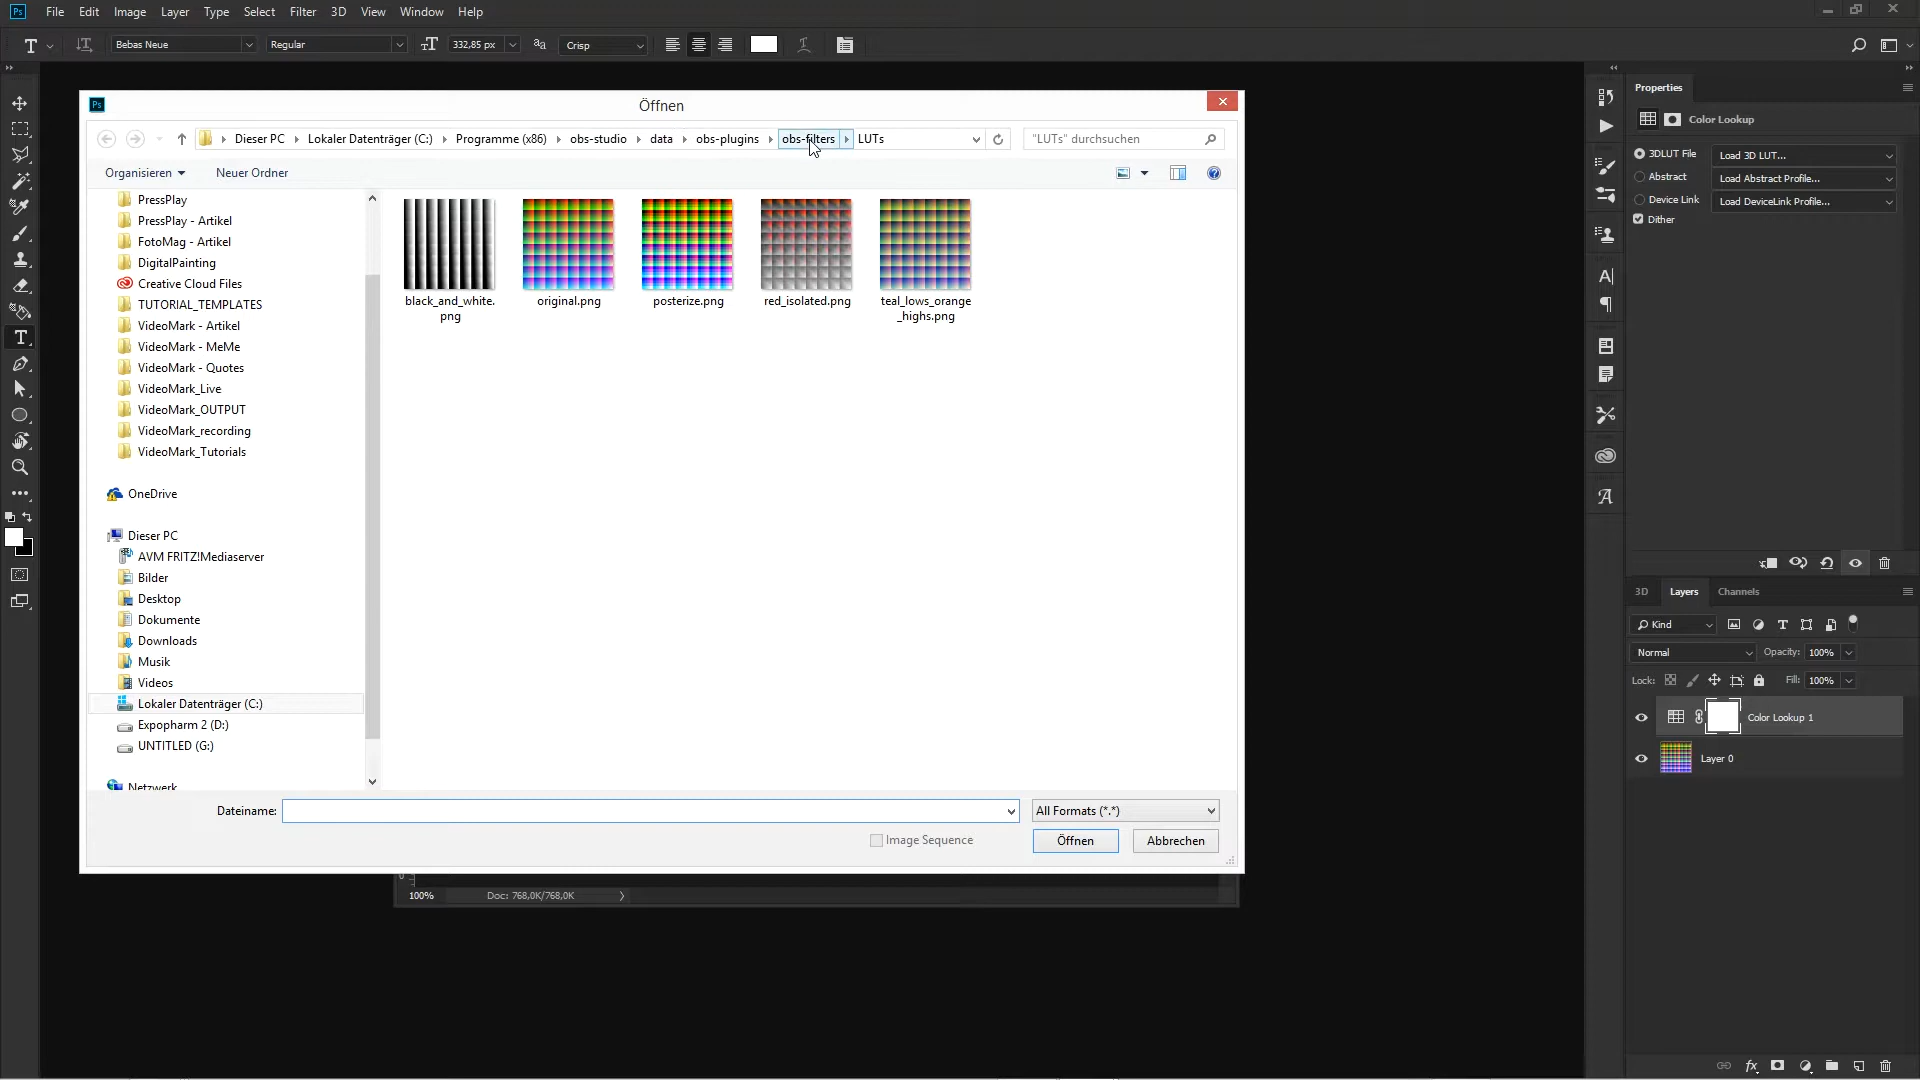 Ps File Edit Image Layer Type Select Filter 3D View Window Help
T Bebas Neue Regular 332,85 px aa Crisp
Properties
Color Lookup
3DLUT File Load 3D LUT...
Abstract Load Abstract Profile...
Device Link Load DeviceLink Profile...
Dither
Ps Öffnen
Dieser PC Lokaler Datenträger (C:) Programme (x86) obs-studio data obs-plugins obs-filters LUTs "LUTs" durchsuchen
Organisieren Neuer Ordner
PressPlay
PressPlay - Artikel
FotoMag - Artikel
DigitalPainting
Creative Cloud Files
TUTORIAL_TEMPLATES
VideoMark - Artikel
VideoMark - MeMe
VideoMark - Quotes
VideoMark_Live
VideoMark_OUTPUT
VideoMark_recording
VideoMark_Tutorials
OneDrive
Dieser PC
AVM FRITZ!Mediaserver
Bilder
Desktop
Dokumente
Downloads
Musik
Videos
Lokaler Datenträger (C:)
Expopharm 2 (D:)
UNTITLED (G:)
Netzwerk
black_and_white.
png
original.png
posterize.png
red_isolated.png
teal_lows_orange
_highs.png
Dateiname: All Formats (*.*)
Image Sequence Öffnen Abbrechen
100% Doc: 768,0K/768,0K
3D Layers Channels
Kind
Normal Opacity: 100%
Lock: Fill: 100%
Color Lookup 1
Layer 0
fx